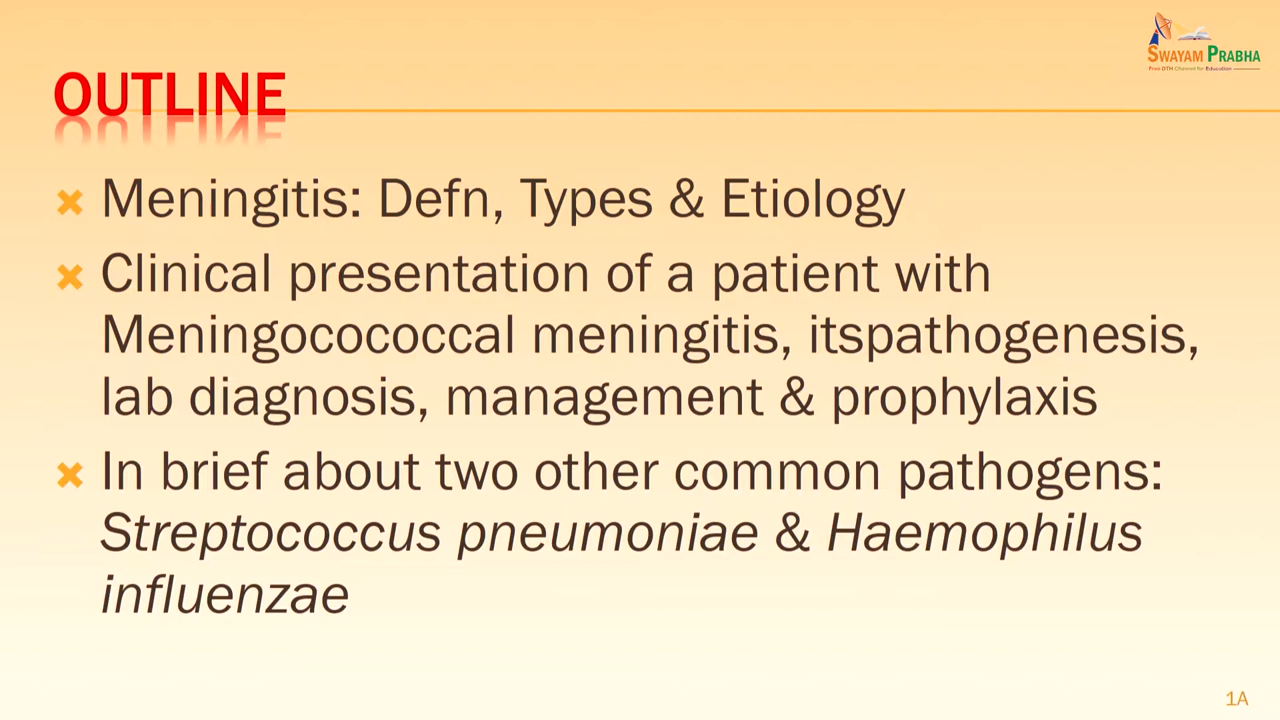 SWAYAM PRABHA
Free DTH Channel for Education
OUTLINE
Meningitis: Defn, Types & Etiology
Clinical presentation of a patient with
Meningocococcal meningitis, itspathogenesis,
lab diagnosis, management & prophylaxis
In brief about two other common pathogens:
Streptococcus pneumoniae & Haemophilus
influenzae
1A